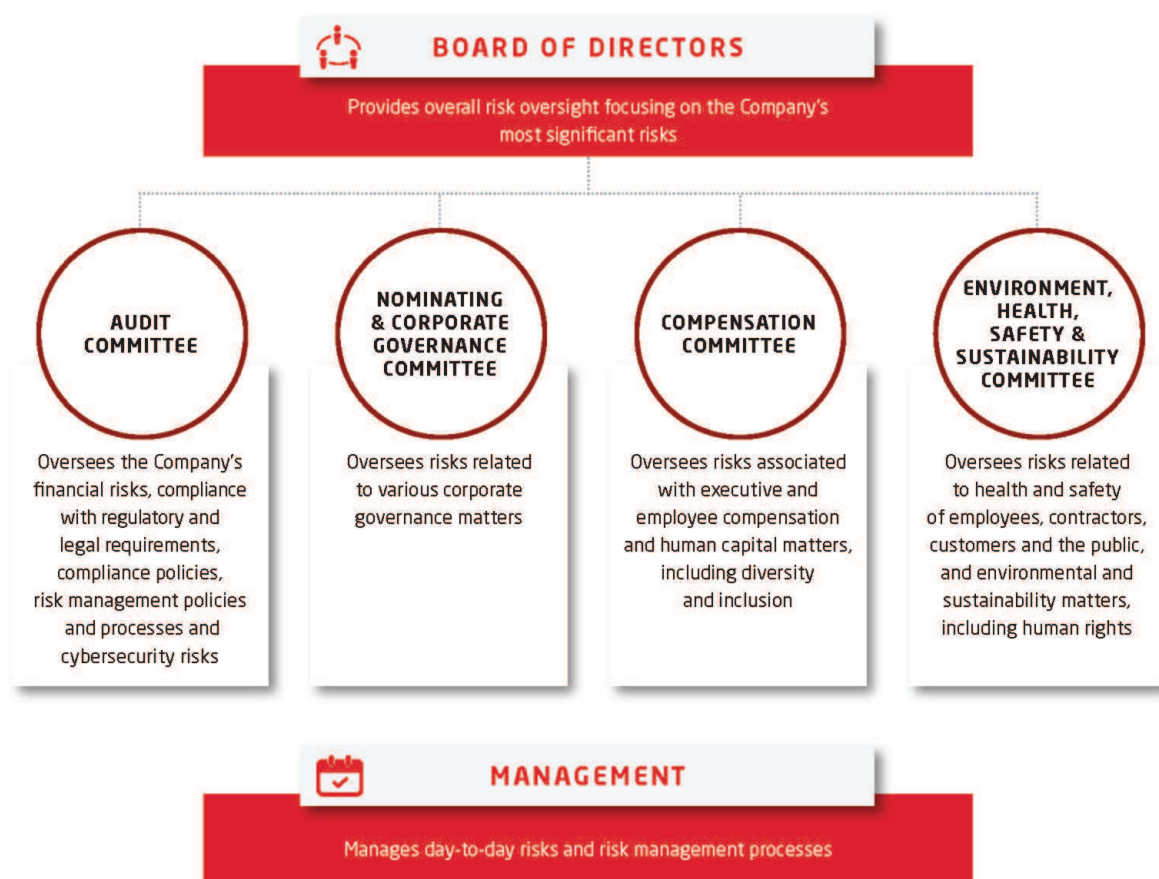 BOARD OF DIRECTORS
Provides overall risk oversight focusing on the Company's
most significant risks
AUDIT
COMMITTEE
Oversees the Company's
financial risks, compliance
with regulatory and
legal requirements,
compliance policies,
risk management policies
and processes and
cybersecurity risks
NOMINATING
& CORPORATE
GOVERNANCE
COMMITTEE
Oversees risks related
to various corporate
governance matters
COMPENSATION
COMMITTEE
Oversees risks associated
with executive and
employee compensation
and human capital matters,
including diversity
and inclusion
ENVIRONMENT,
HEALTH,
SAFETY &
SUSTAINABILITY
COMMITTEE
Oversees risks related
to health and safety
of employees, contractors,
customers and the public,
and environmental and
sustainability matters,
including human rights
MANAGEMENT
Manages day-to-day risks and risk management processes